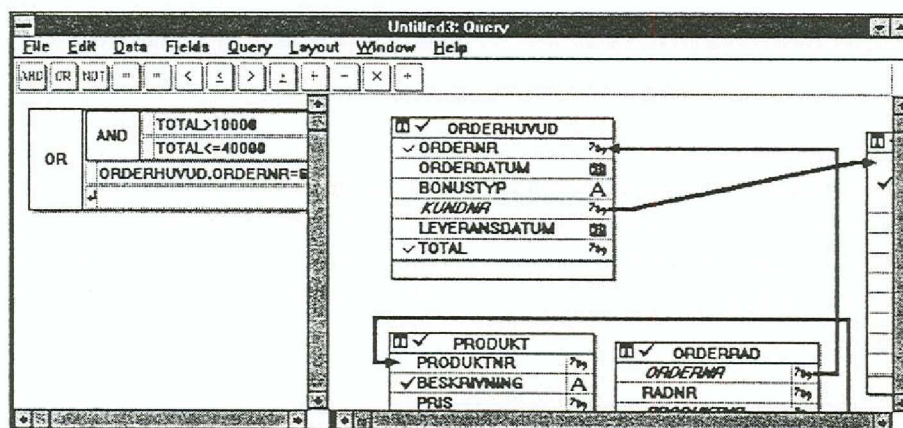 Untitled3: Query
File Edit Data Fields Query Layout Window Help
AND OR NOT = = < ≤ > ≥ + - × ÷
OR
AND
TOTAL>10000
TOTAL<=40000
ORDERHUVUD.ORDERNR=
ORDERHUVUD
ORDERNR
ORDERDATUM
BONUSTYP A
KUNDNR
LEVERANSDATUM
TOTAL
PRODUKT
PRODUKTNR
BESKRIVNING A
PRIS
ORDERRAD
ORDERNR
RADNR